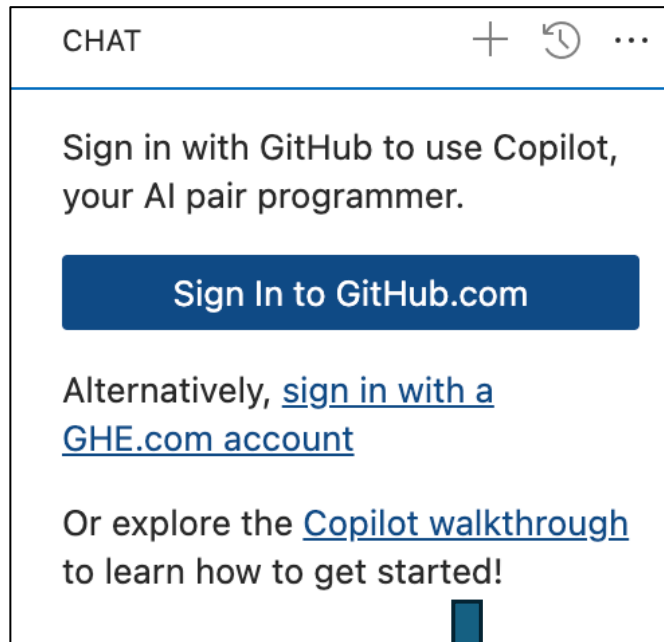 CHAT
Sign in with GitHub to use Copilot,
your AI pair programmer.
Sign In to GitHub.com
Alternatively, sign in with a
GHE.com account
Or explore the Copilot walkthrough
to learn how to get started!